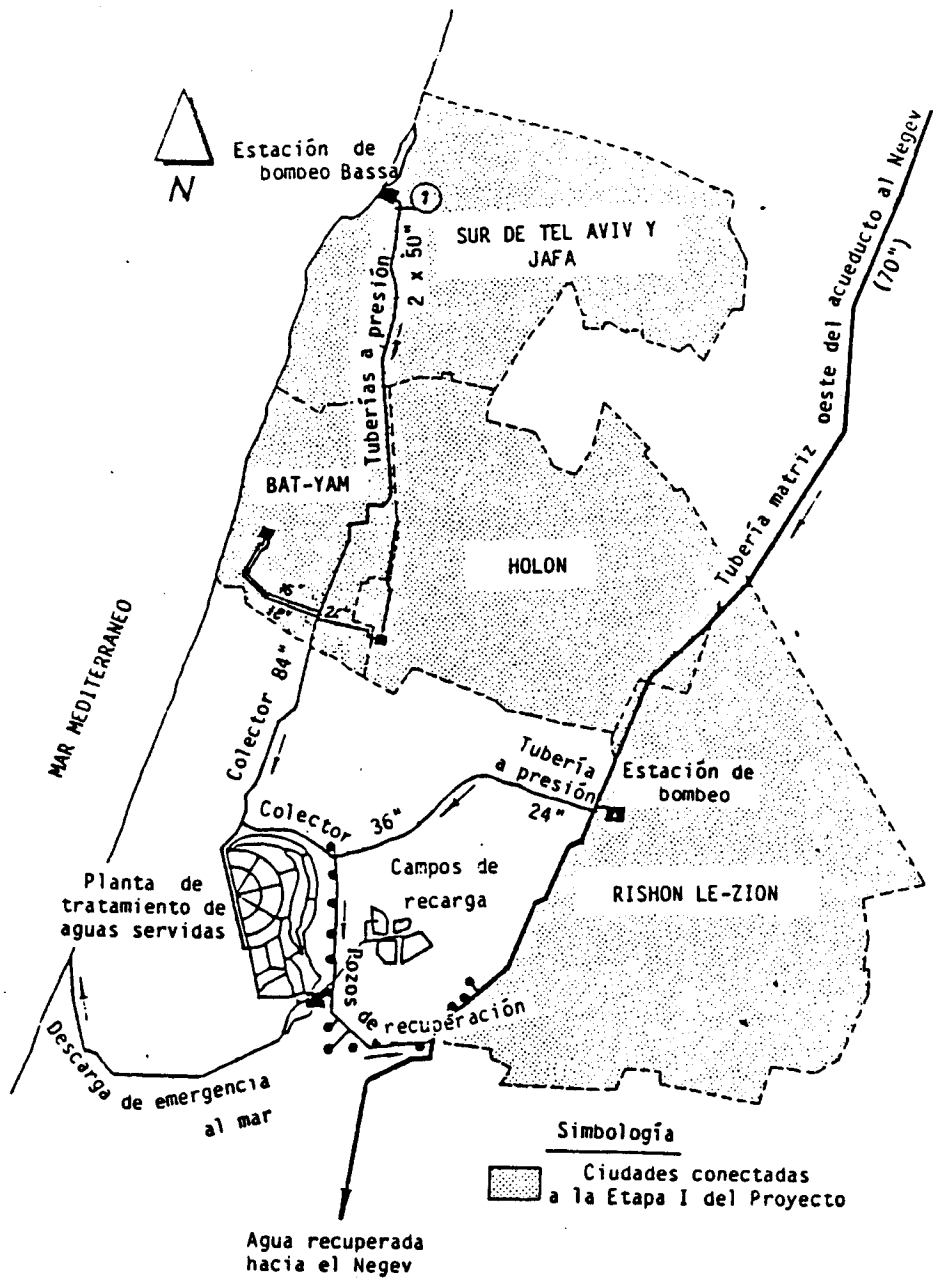 N
Estación de
bombeo Bassa
1
SUR DE TEL AVIV Y
JAFA
Tuberías a presión
2 x 50"
Tubería matriz oeste del acueducto al Negev
(70")
BAT-YAM
HOLON
25"
MAR MEDITERRANEO
Colector 84"
Tubería
a presión
24"
Estación de
bombeo
Colector
36"
Campos de
recarga
RISHON LE-ZION
Planta de
tratamiento de
aguas servidas
Pozos de recuperación
Descarga de emergencia
al mar
Simbología
Ciudades conectadas
a la Etapa I del Proyecto
Agua recuperada
hacia el Negev